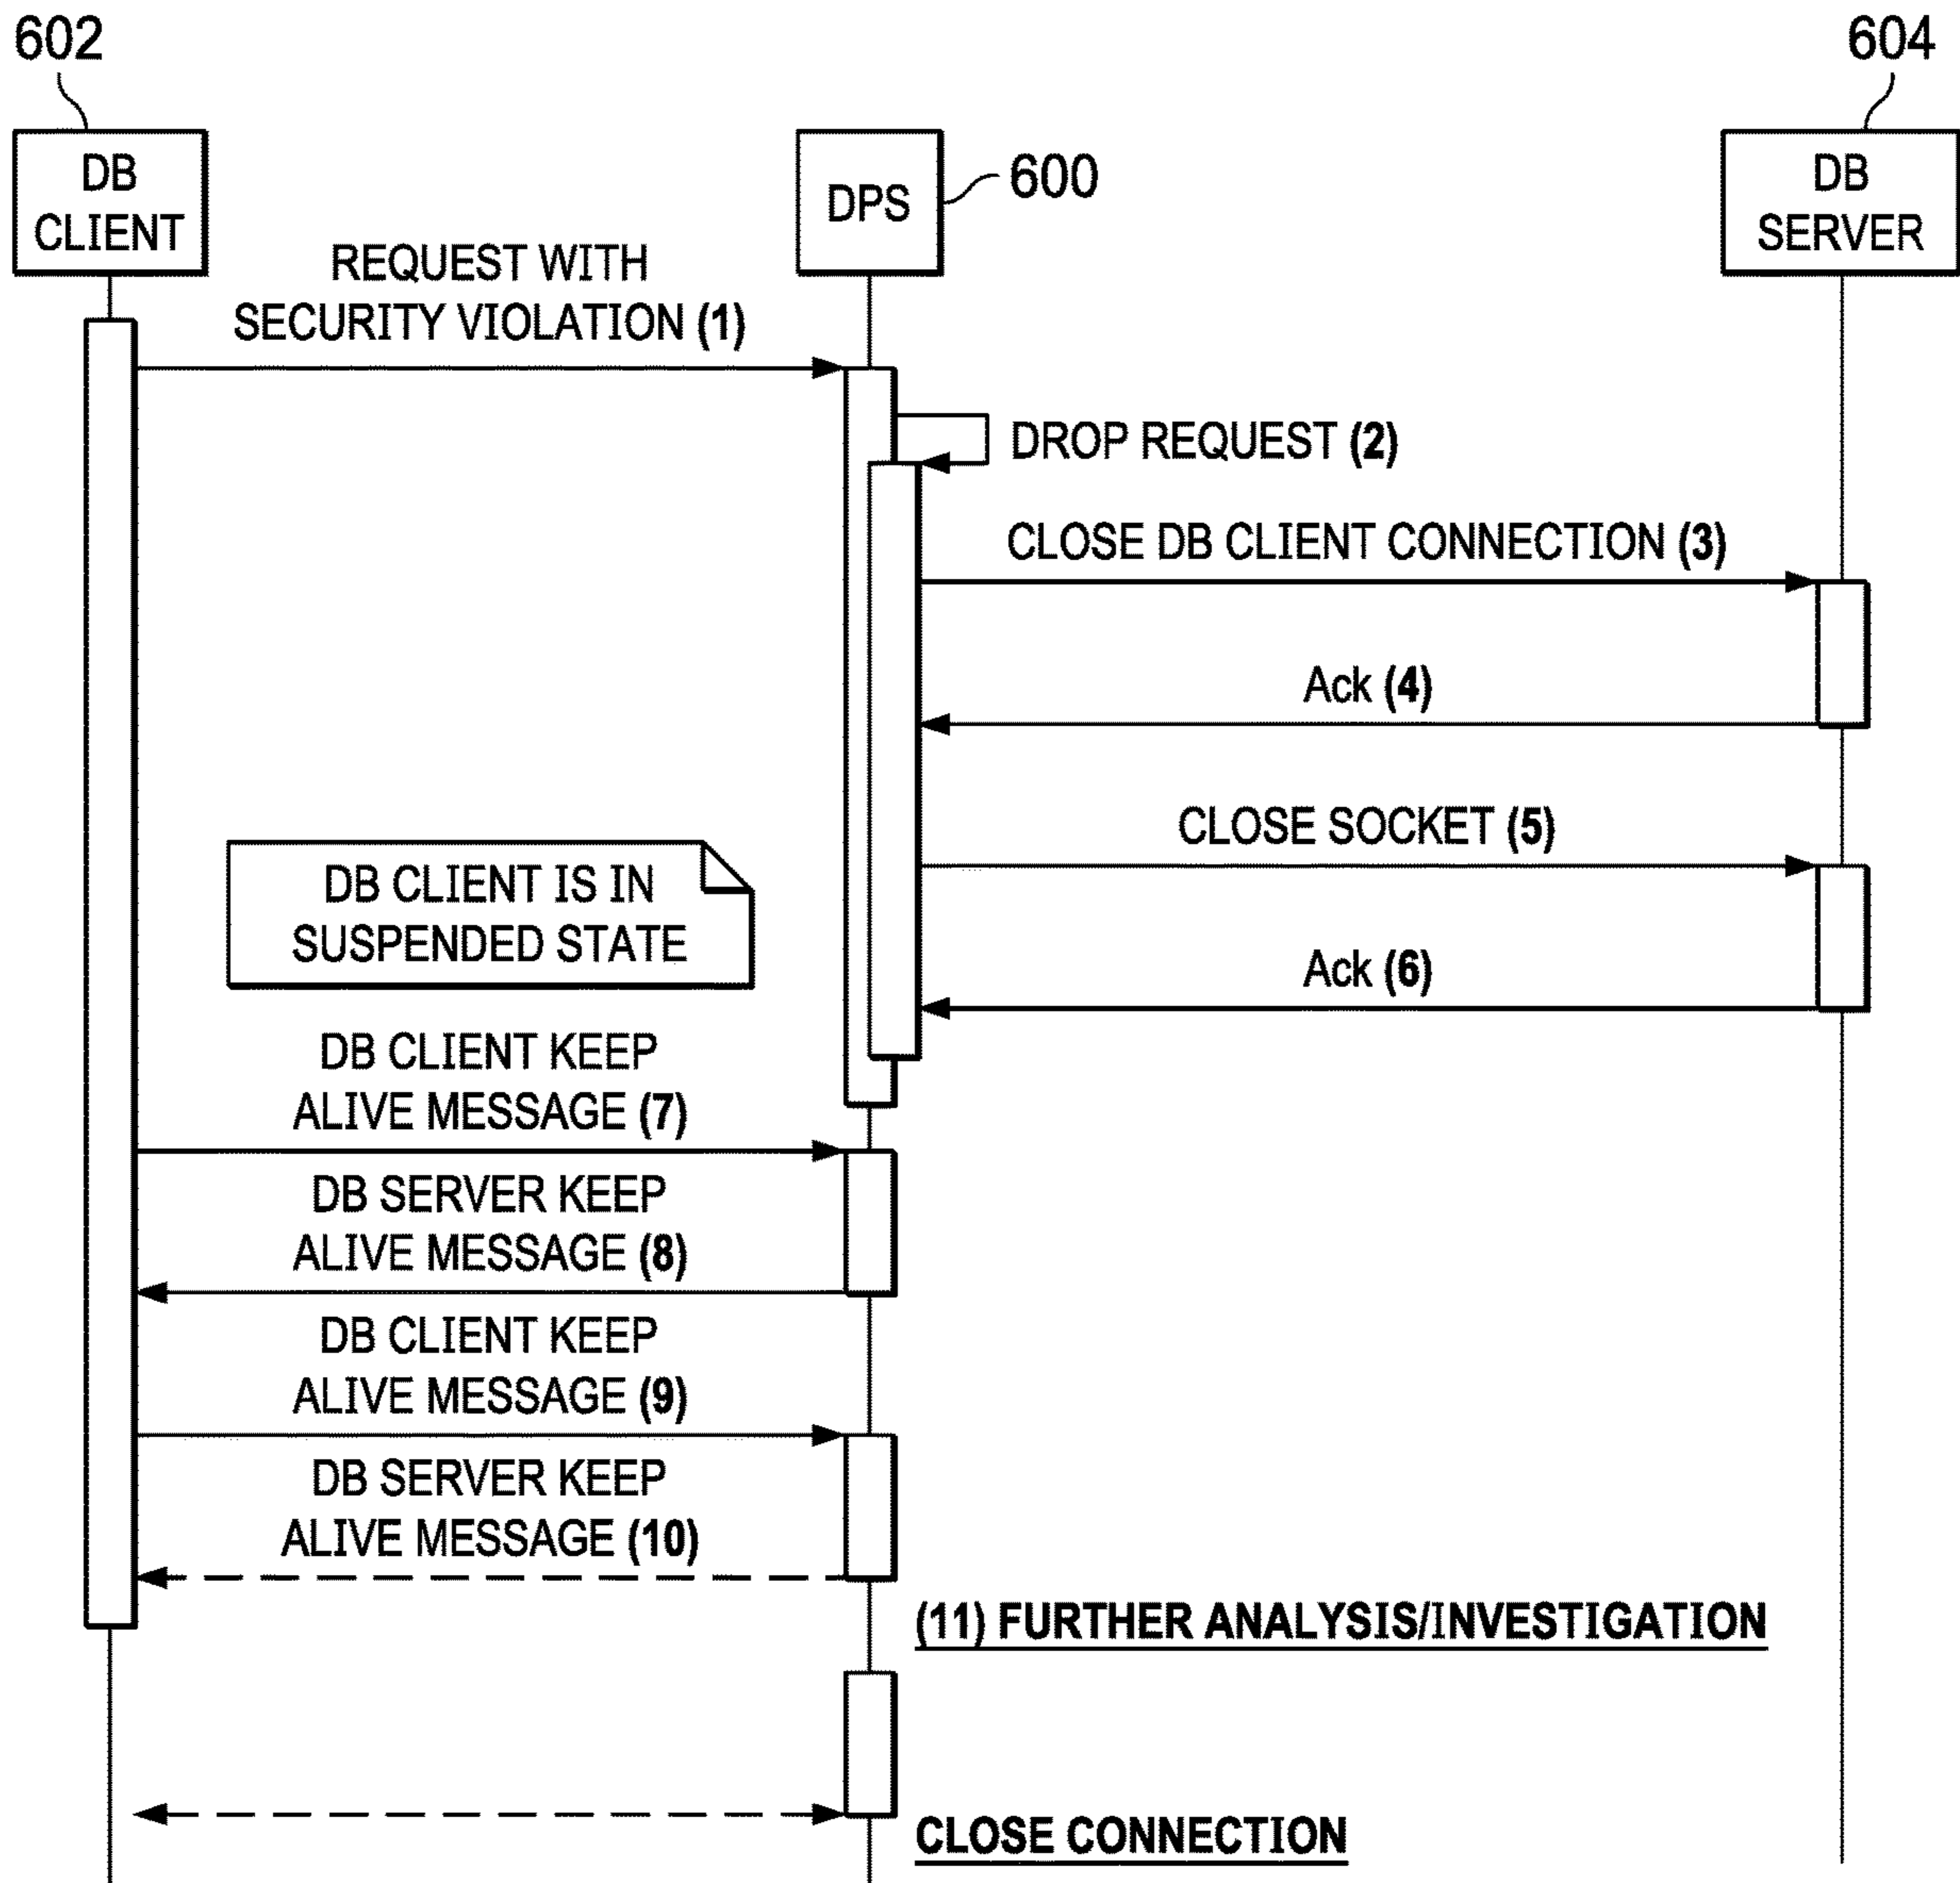 602
604
DB
CLIENT
DPS
600
DB
SERVER
REQUEST WITH
SECURITY VIOLATION (1)
DROP REQUEST (2)
CLOSE DB CLIENT CONNECTION (3)
Ack (4)
CLOSE SOCKET (5)
DB CLIENT IS IN
SUSPENDED STATE
Ack (6)
DB CLIENT KEEP
ALIVE MESSAGE (7)
DB SERVER KEEP
ALIVE MESSAGE (8)
DB CLIENT KEEP
ALIVE MESSAGE (9)
DB SERVER KEEP
ALIVE MESSAGE (10)
(11) FURTHER ANALYSIS/INVESTIGATION
CLOSE CONNECTION